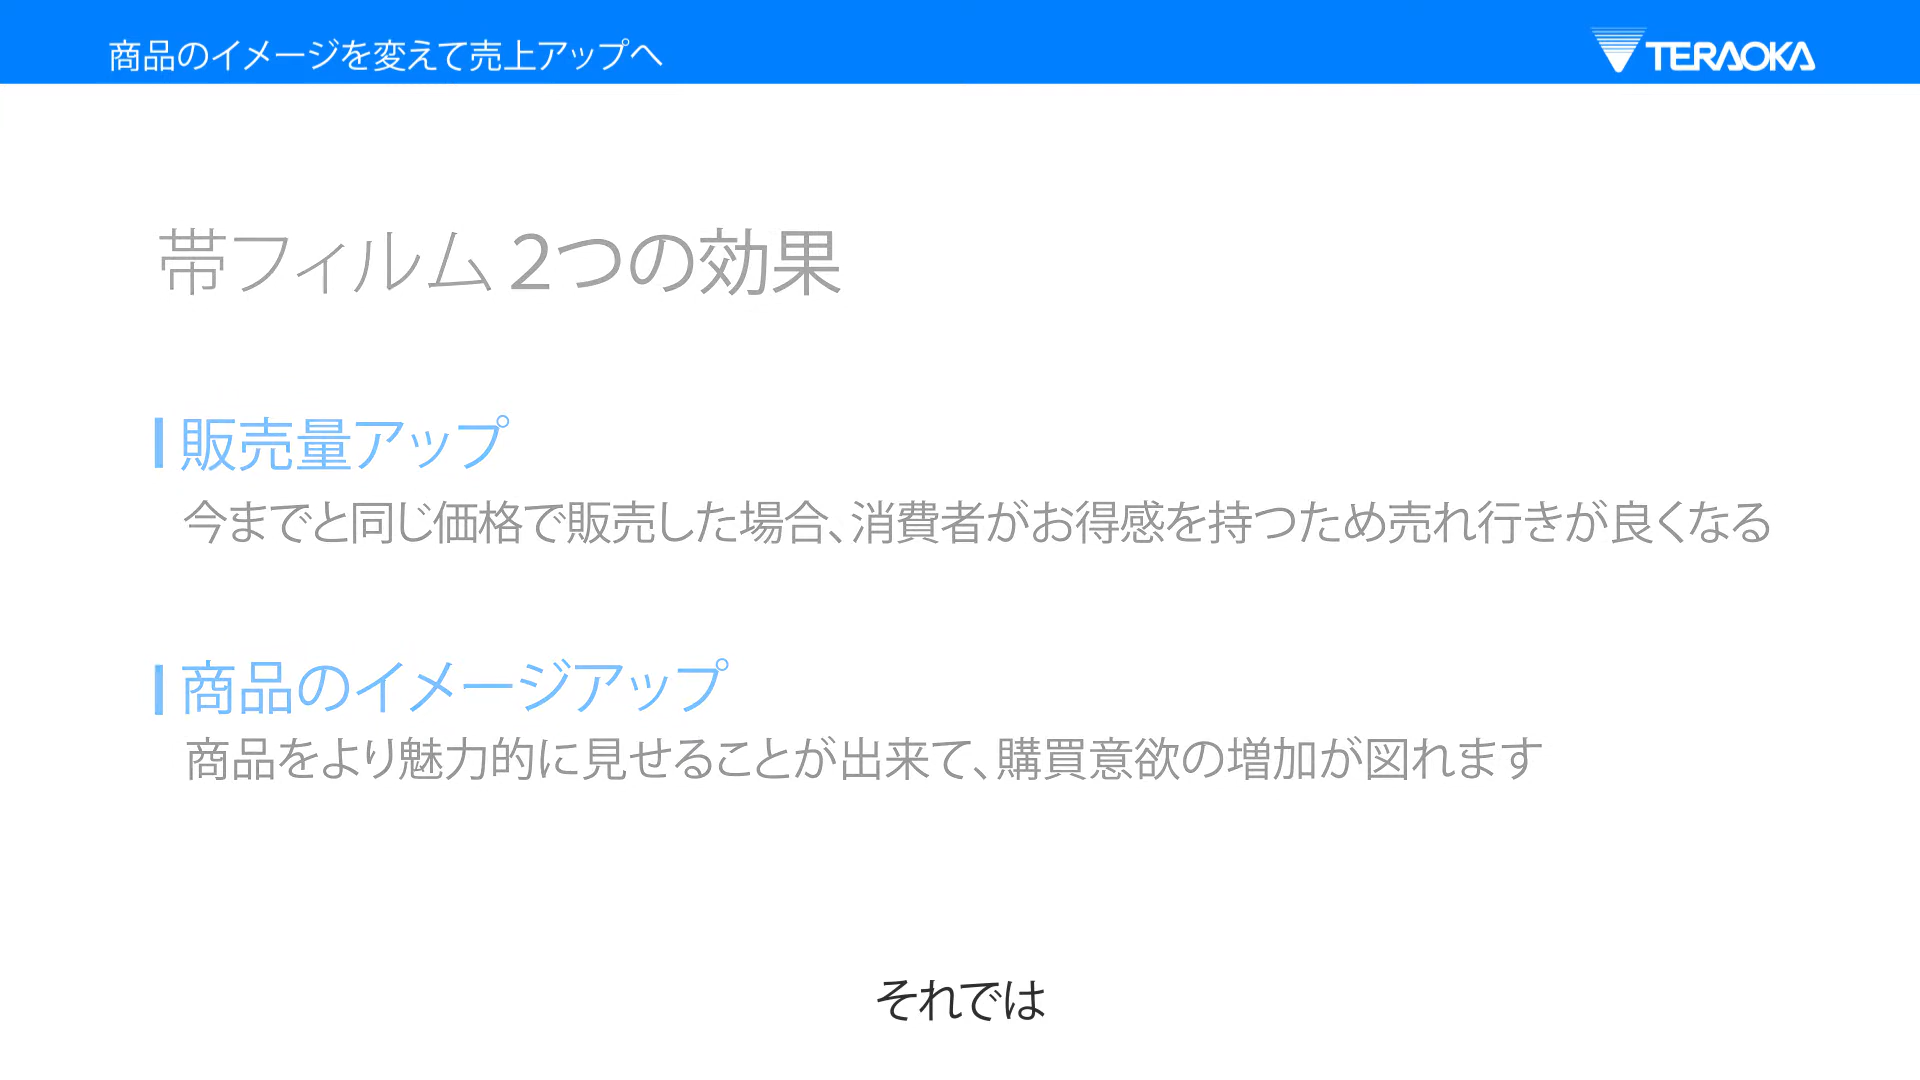 商品のイメージを変えて売上アップへ
TERAOKA
帯フィルム 2つの効果
販売量アップ
今までと同じ価格で販売した場合、消費者がお得感を持つため売れ行きが良くなる
商品のイメージアップ
商品をより魅力的に見せることが出来て、購買意欲の増加が図れます
それでは